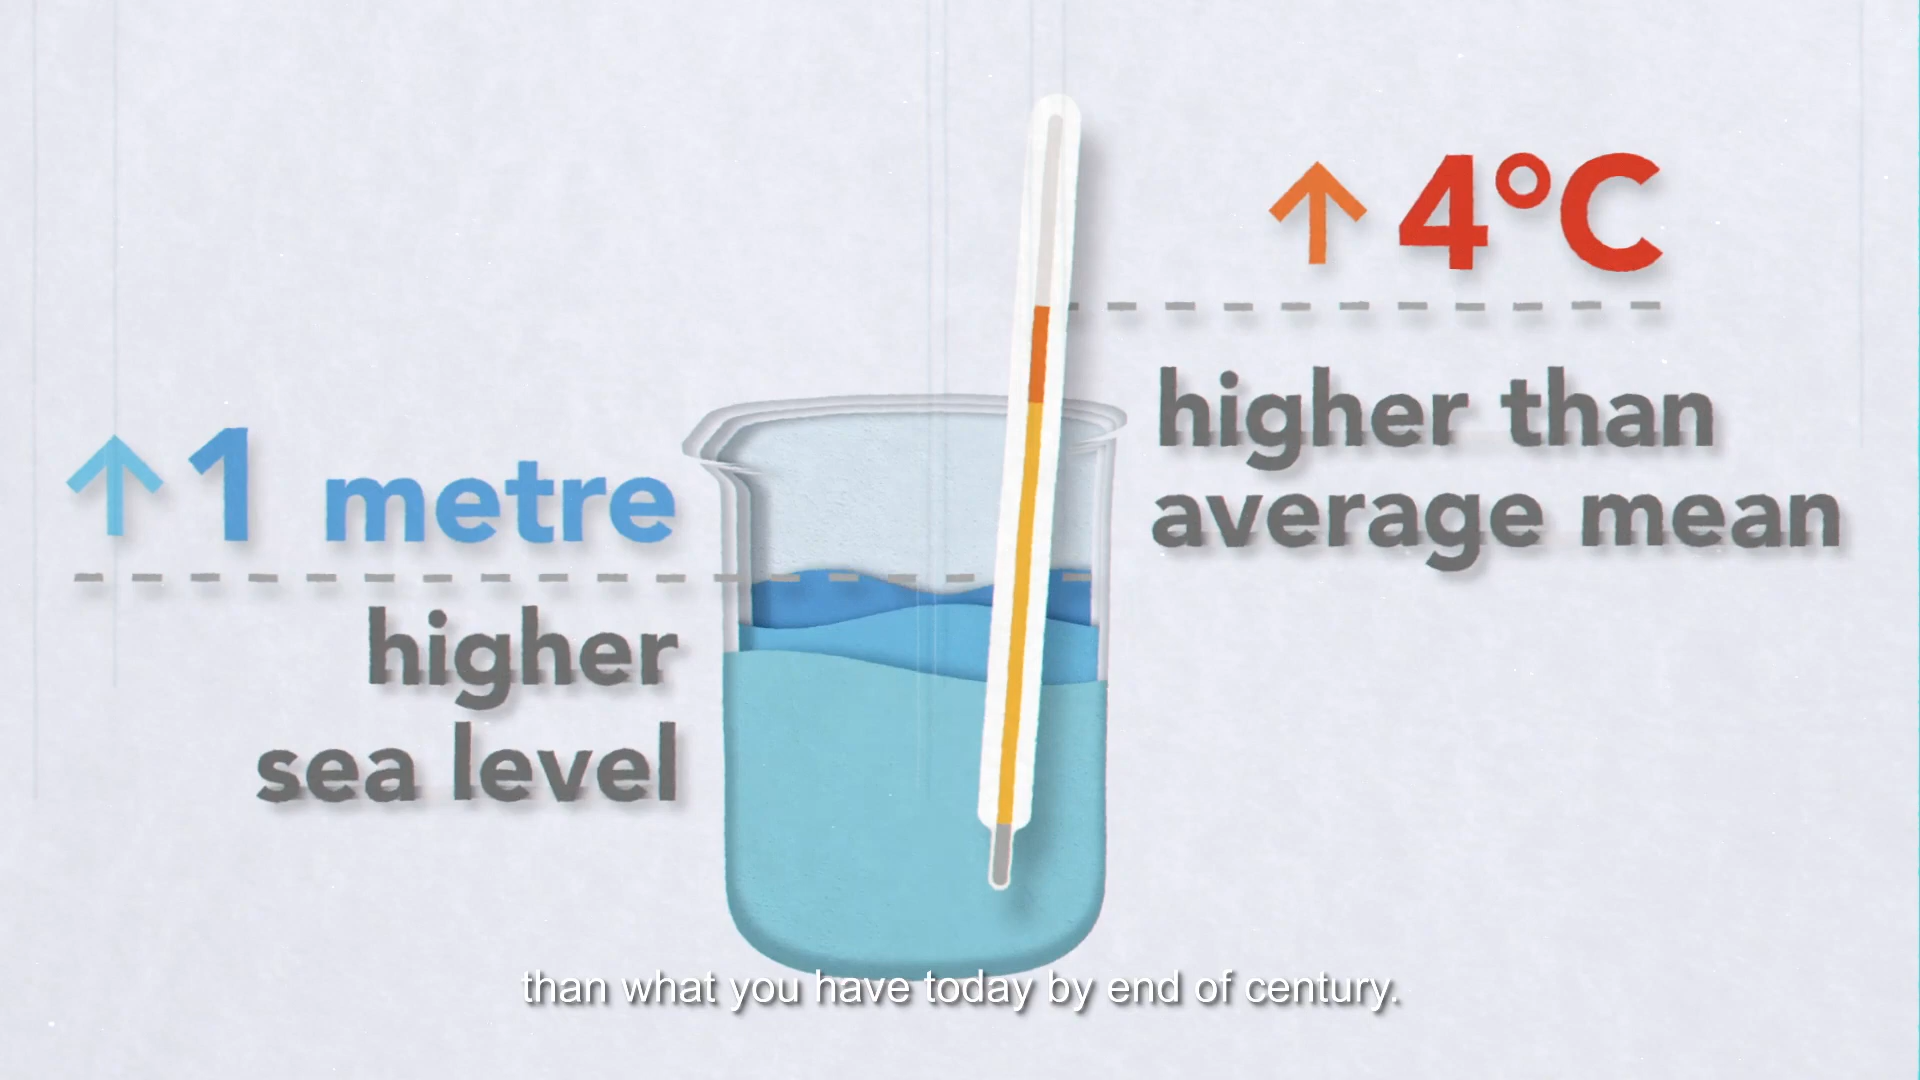 ↑ 1 metre
higher
sea level
↑ 4°C
higher than
average mean
than what you have today by end of century.